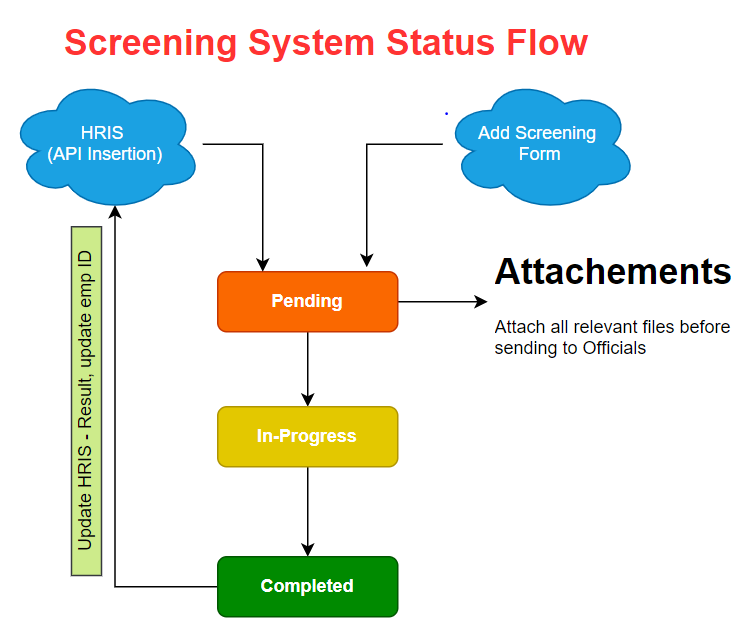 Screening System Status Flow
HRIS
(API Insertion)
Add Screening
Form
Attachements
Attach all relevant files before
sending to Officials
Pending
In-Progress
Completed
Update HRIS - Result, update emp ID